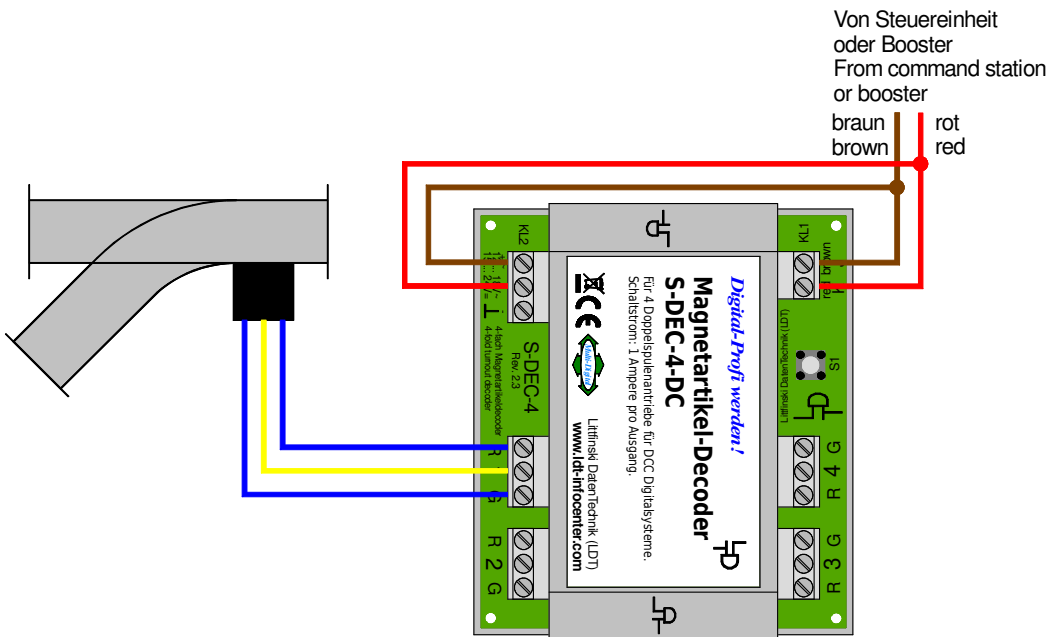 Von Steuereinheit
oder Booster
From command station
or booster
braun
brown
rot
red
KL2
KL1
brown
S-DEC-4
Rev. 2.3
4-fach Magnetartikeldecoder
4-fold turnout decoder
Digital-Profi werden!
Magnetartikel-Decoder
S-DEC-4-DC
Für 4 Doppelspulenantriebe für DCC Digitalsysteme.
Schaltstrom: 1 Ampere pro Ausgang.
CE
Multi-Digital
Littfinski DatenTechnik (LDT)
www.ldt-infocenter.com
Littfinski DatenTechnik (LDT)
S1
R
G
R 2 G
R 4 G
R 3 G